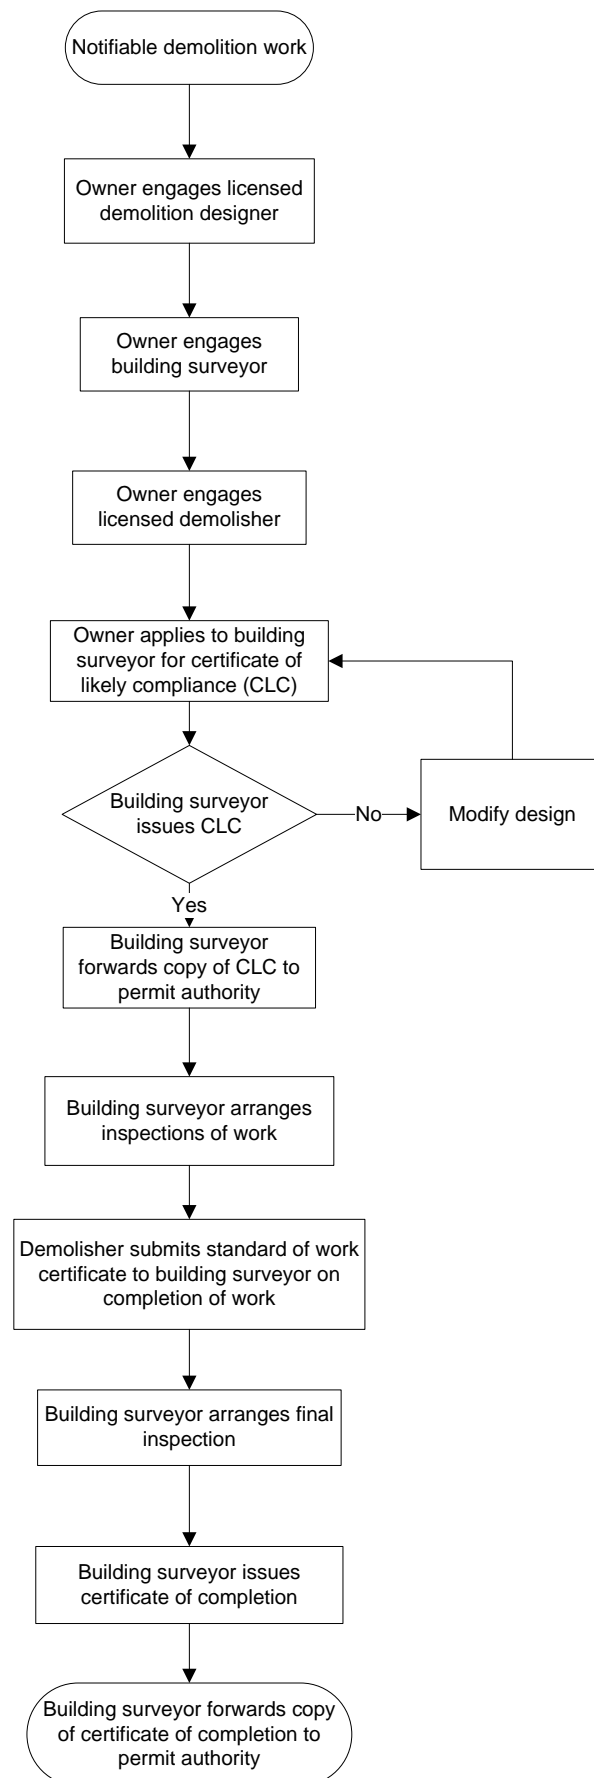 Notifiable demolition work
Owner engages licensed
demolition designer
Owner engages
building surveyor
Owner engages
licensed demolisher
Owner applies to building
surveyor for certificate of
likely compliance (CLC)
Building surveyor
issues CLC
No
Modify design
Yes
Building surveyor
forwards copy of CLC to
permit authority
Building surveyor arranges
inspections of work
Demolisher submits standard of work
certificate to building surveyor on
completion of work
Building surveyor arranges final
inspection
Building surveyor issues
certificate of completion
Building surveyor forwards copy
of certificate of completion to
permit authority